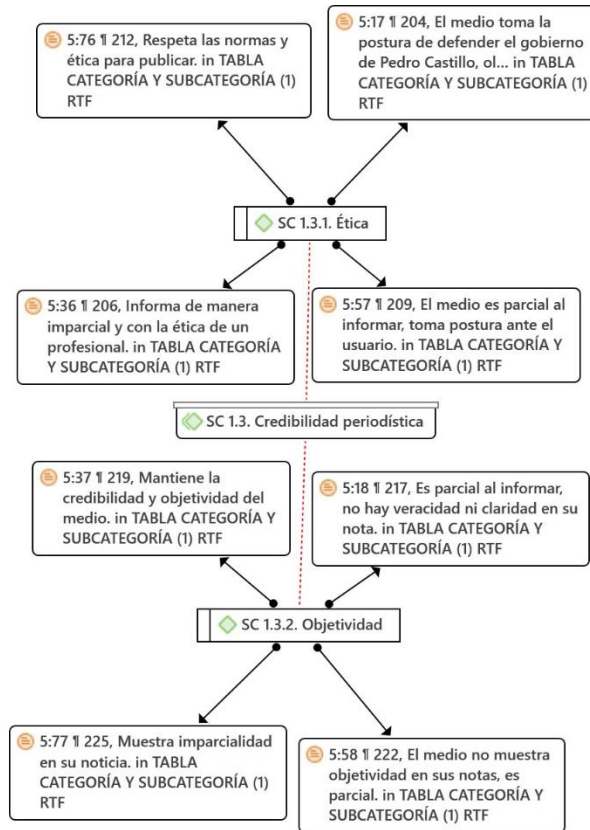 5:76 ¶ 212, Respeta las normas y
ética para publicar. in TABLA
CATEGORÍA Y SUBCATEGORÍA (1)
RTF
5:17 ¶ 204, El medio toma la
postura de defender el gobierno
de Pedro Castillo, ol... in TABLA
CATEGORÍA Y SUBCATEGORÍA (1)
RTF
SC 1.3.1. Ética
5:36 ¶ 206, Informa de manera
imparcial y con la ética de un
profesional. in TABLA CATEGORÍA
Y SUBCATEGORÍA (1) RTF
5:57 ¶ 209, El medio es parcial al
informar, toma postura ante el
usuario. in TABLA CATEGORÍA Y
SUBCATEGORÍA (1) RTF
SC 1.3. Credibilidad periodística
5:37 ¶ 219, Mantiene la
credibilidad y objetividad del
medio. in TABLA CATEGORÍA Y
SUBCATEGORÍA (1) RTF
5:18 ¶ 217, Es parcial al informar,
no hay veracidad ni claridad en su
nota. in TABLA CATEGORÍA Y
SUBCATEGORÍA (1) RTF
SC 1.3.2. Objetividad
5:77 ¶ 225, Muestra imparcialidad
en su noticia. in TABLA
CATEGORÍA Y SUBCATEGORÍA (1)
RTF
5:58 ¶ 222, El medio no muestra
objetividad en sus notas, es
parcial. in TABLA CATEGORÍA Y
SUBCATEGORÍA (1) RTF